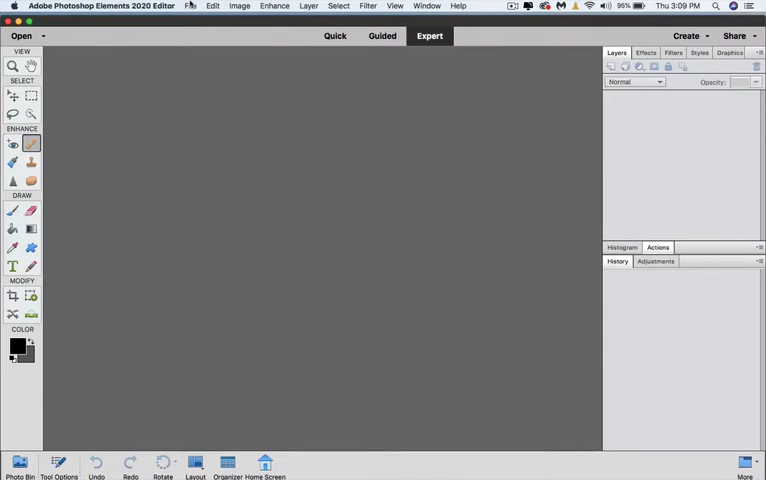 Adobe Photoshop Elements 2020 Editor File Edit Image Enhance Layer Select Filter View Window Help 95% Thu 3:09 PM
Open Quick Guided Expert Create Share
VIEW
SELECT
ENHANCE
DRAW
T
MODIFY
COLOR
Layers Effects Filters Styles Graphics
Normal Opacity:
Histogram Actions
History Adjustments
Photo Bin Tool Options Undo Redo Rotate Layout Organizer Home Screen More